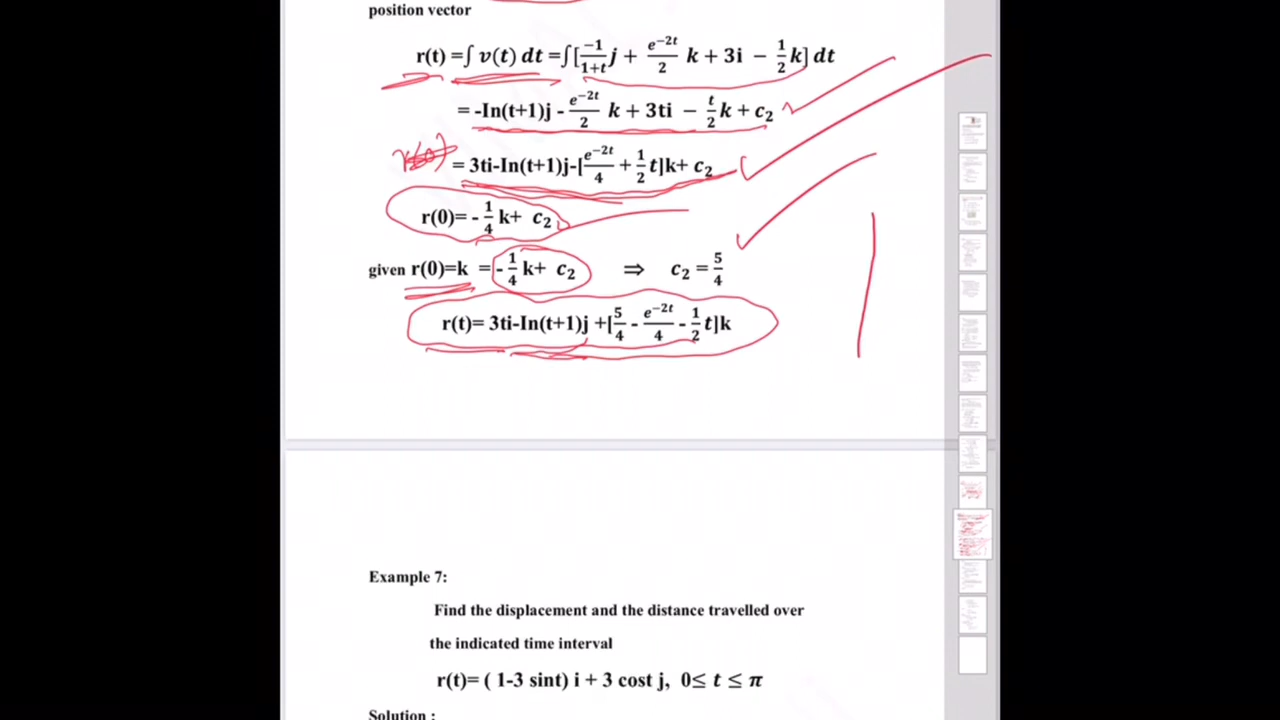 position vector
r(t) =∫ v(t) dt =∫[−1/1+t j + e^−2t/2 k + 3i − 1/2 k] dt
= -In(t+1)j - e^−2t/2 k + 3ti − t/2 k + c₂
r(0) = 3ti-In(t+1)j-[e^−2t/4 + 1/2 t]k+ c₂
r(0)= - 1/4 k+ c₂
given r(0)=k = - 1/4 k+ c₂ ⇒ c₂ = 5/4
r(t)= 3ti-In(t+1)j +[5/4 - e^−2t/4 - 1/2 t]k
Example 7:
Find the displacement and the distance travelled over
the indicated time interval
r(t)= ( 1-3 sint) i + 3 cost j, 0≤ t ≤ π
Solution :